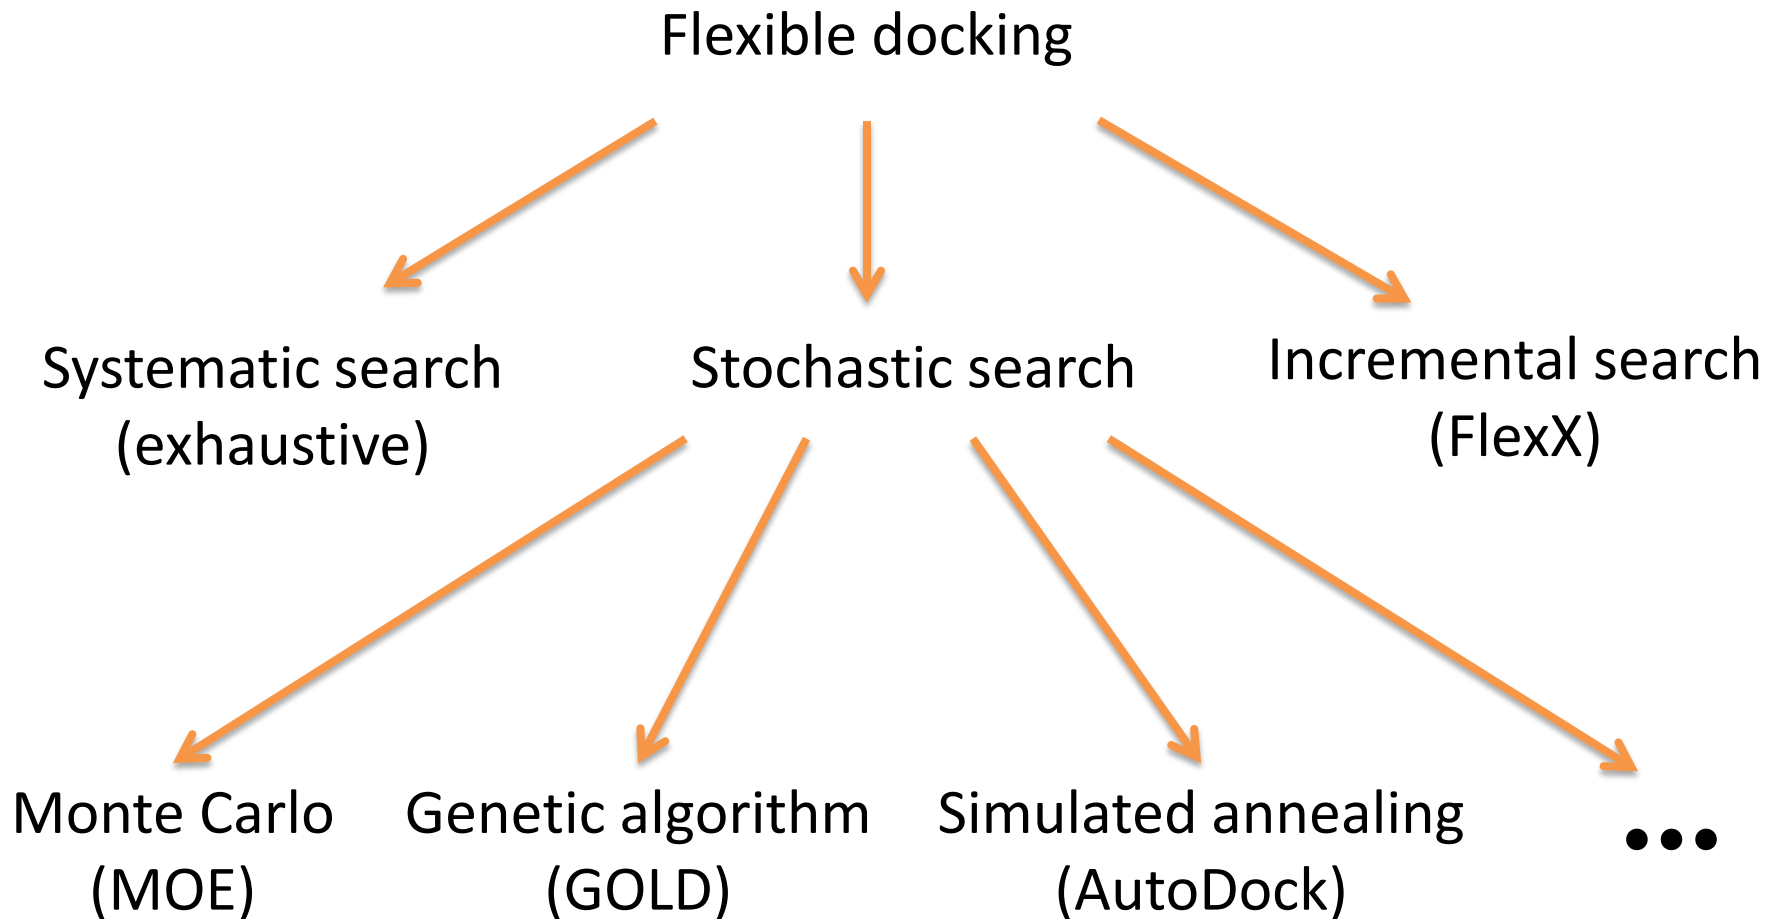 Flexible docking
Systematic search
(exhaustive)
Stochastic search
Incremental search
(FlexX)
Monte Carlo
(MOE)
Genetic algorithm
(GOLD)
Simulated annealing
(AutoDock)
...